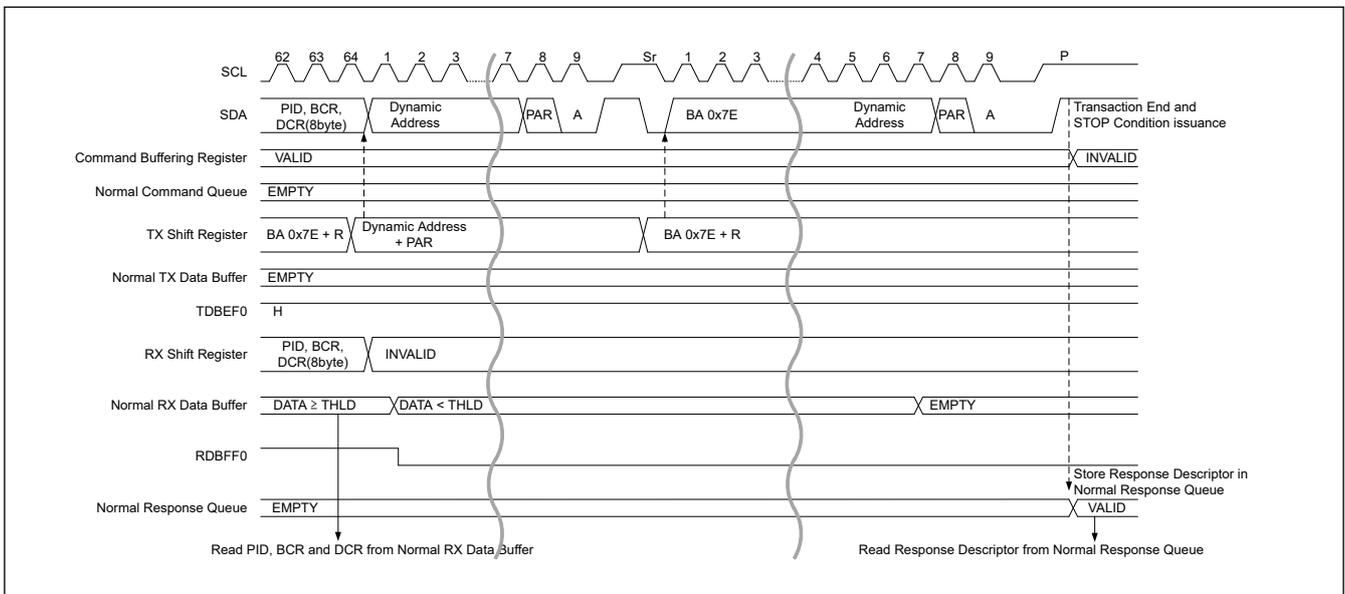 62 63 64 1 2 3 7 8 9 Sr 1 2 3 4 5 6 7 8 9 P
SCL
SDA PID, BCR, DCR(8byte) Dynamic Address PAR A BA 0x7E Dynamic Address PAR A Transaction End and STOP Condition issuance
Command Buffering Register VALID INVALID
Normal Command Queue EMPTY
TX Shift Register BA 0x7E + R Dynamic Address + PAR BA 0x7E + R
Normal TX Data Buffer EMPTY
TDBEF0 H
RX Shift Register PID, BCR, DCR(8byte) INVALID
Normal RX Data Buffer DATA ≥ THLD DATA < THLD EMPTY
RDBFF0
Store Response Descriptor in Normal Response Queue
Normal Response Queue EMPTY VALID
Read PID, BCR and DCR from Normal RX Data Buffer Read Response Descriptor from Normal Response Queue